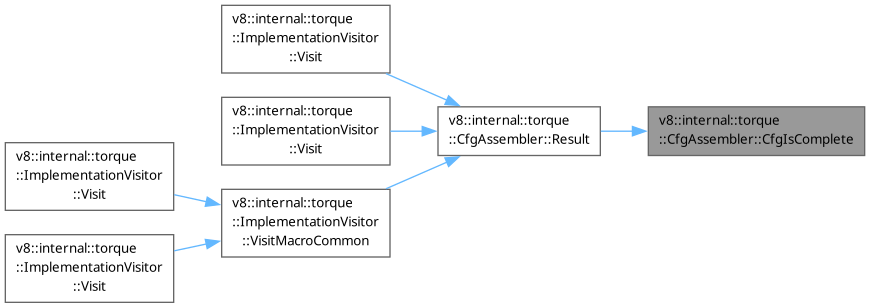 v8::internal::torque
::ImplementationVisitor
::Visit
v8::internal::torque
::ImplementationVisitor
::Visit
v8::internal::torque
::CfgAssembler::Result
v8::internal::torque
::CfgAssembler::CfgIsComplete
v8::internal::torque
::ImplementationVisitor
::Visit
v8::internal::torque
::ImplementationVisitor
::VisitMacroCommon
v8::internal::torque
::ImplementationVisitor
::Visit